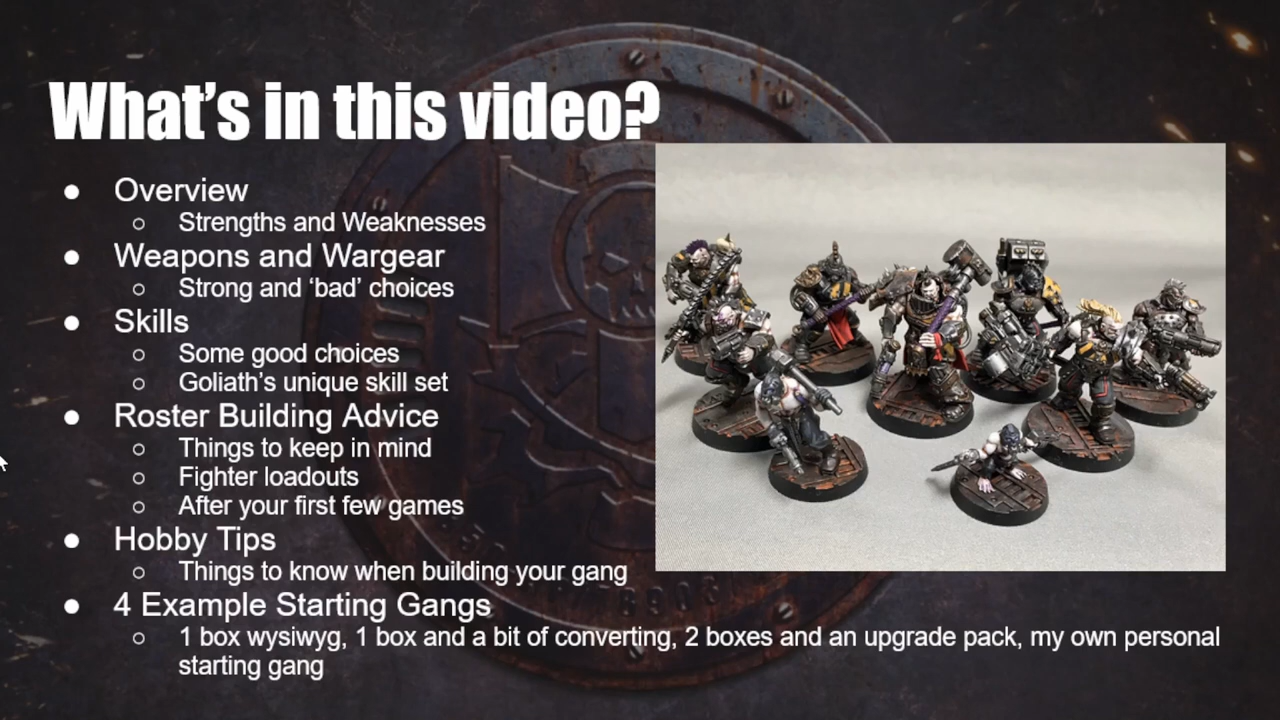 What's in this video?
● Overview
○ Strengths and Weaknesses
● Weapons and Wargear
○ Strong and ‘bad’ choices
● Skills
○ Some good choices
○ Goliath's unique skill set
● Roster Building Advice
○ Things to keep in mind
○ Fighter loadouts
○ After your first few games
● Hobby Tips
○ Things to know when building your gang
● 4 Example Starting Gangs
○ 1 box wysiwyg, 1 box and a bit of converting, 2 boxes and an upgrade pack, my own personal
starting gang